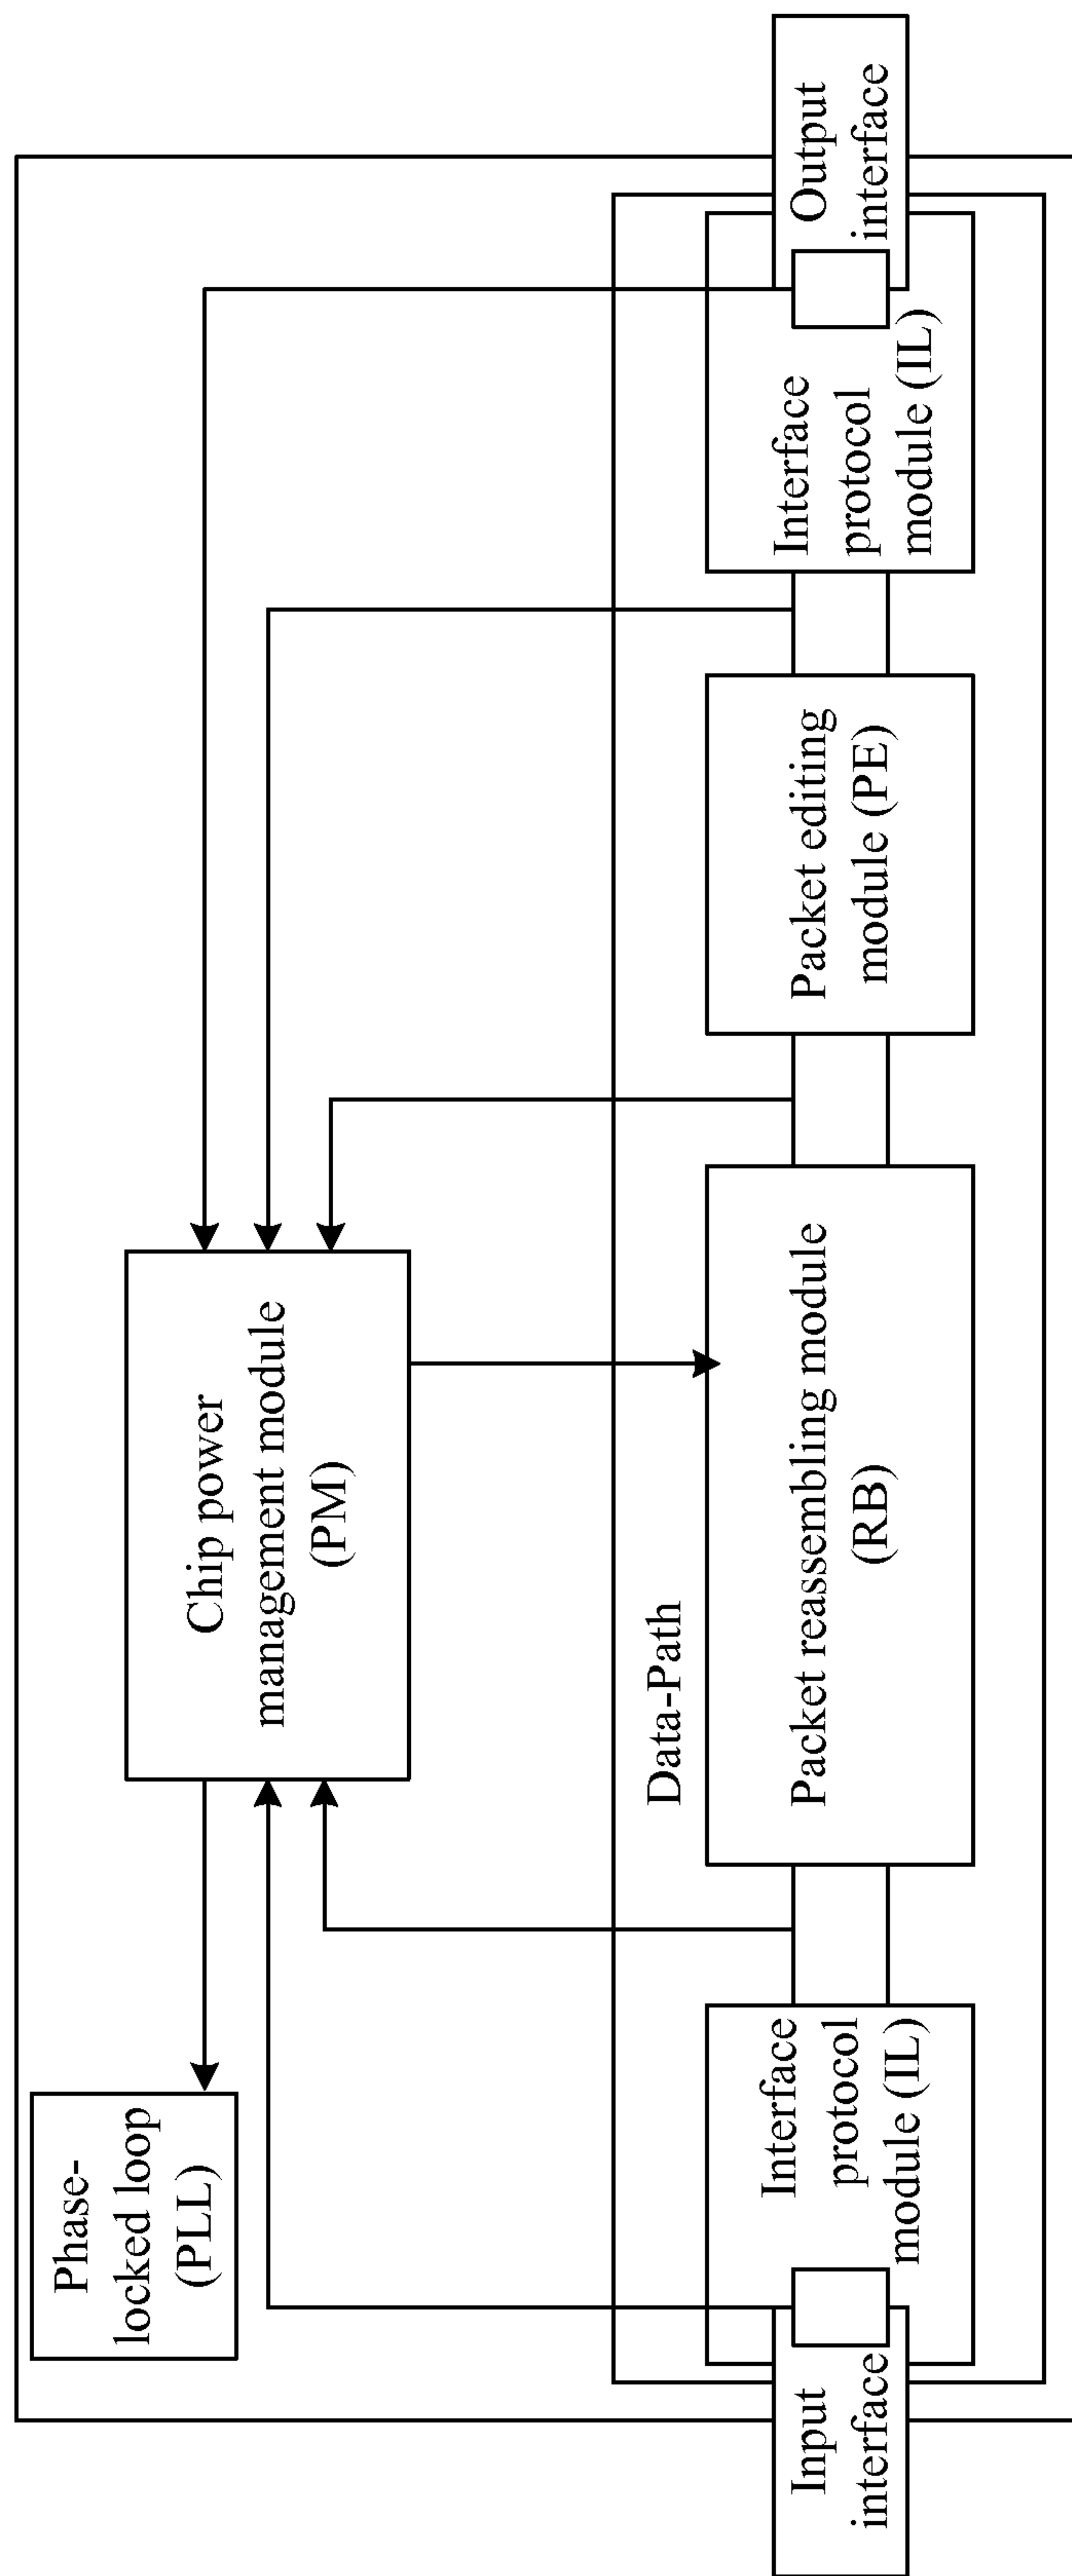 Phase-
locked loop
(PLL)
Chip power
management module
(PM)
Data-Path
Input
interface
Interface
protocol
module (IL)
Packet reassembling module
(RB)
Packet editing
module (PE)
Interface
protocol
module (IL)
Output
interface